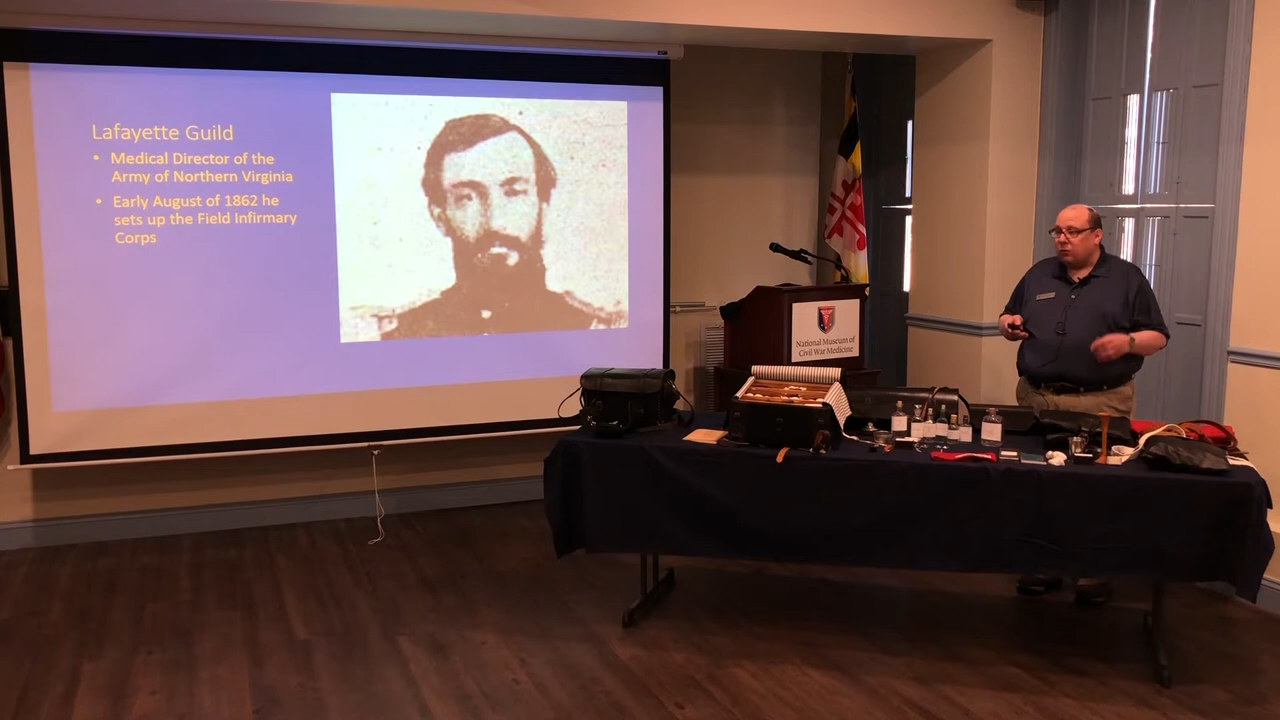 Lafayette Guild
• Medical Director of the
Army of Northern Virginia
• Early August of 1862 he
sets up the Field Infirmary
Corps
National Museum of
Civil War Medicine